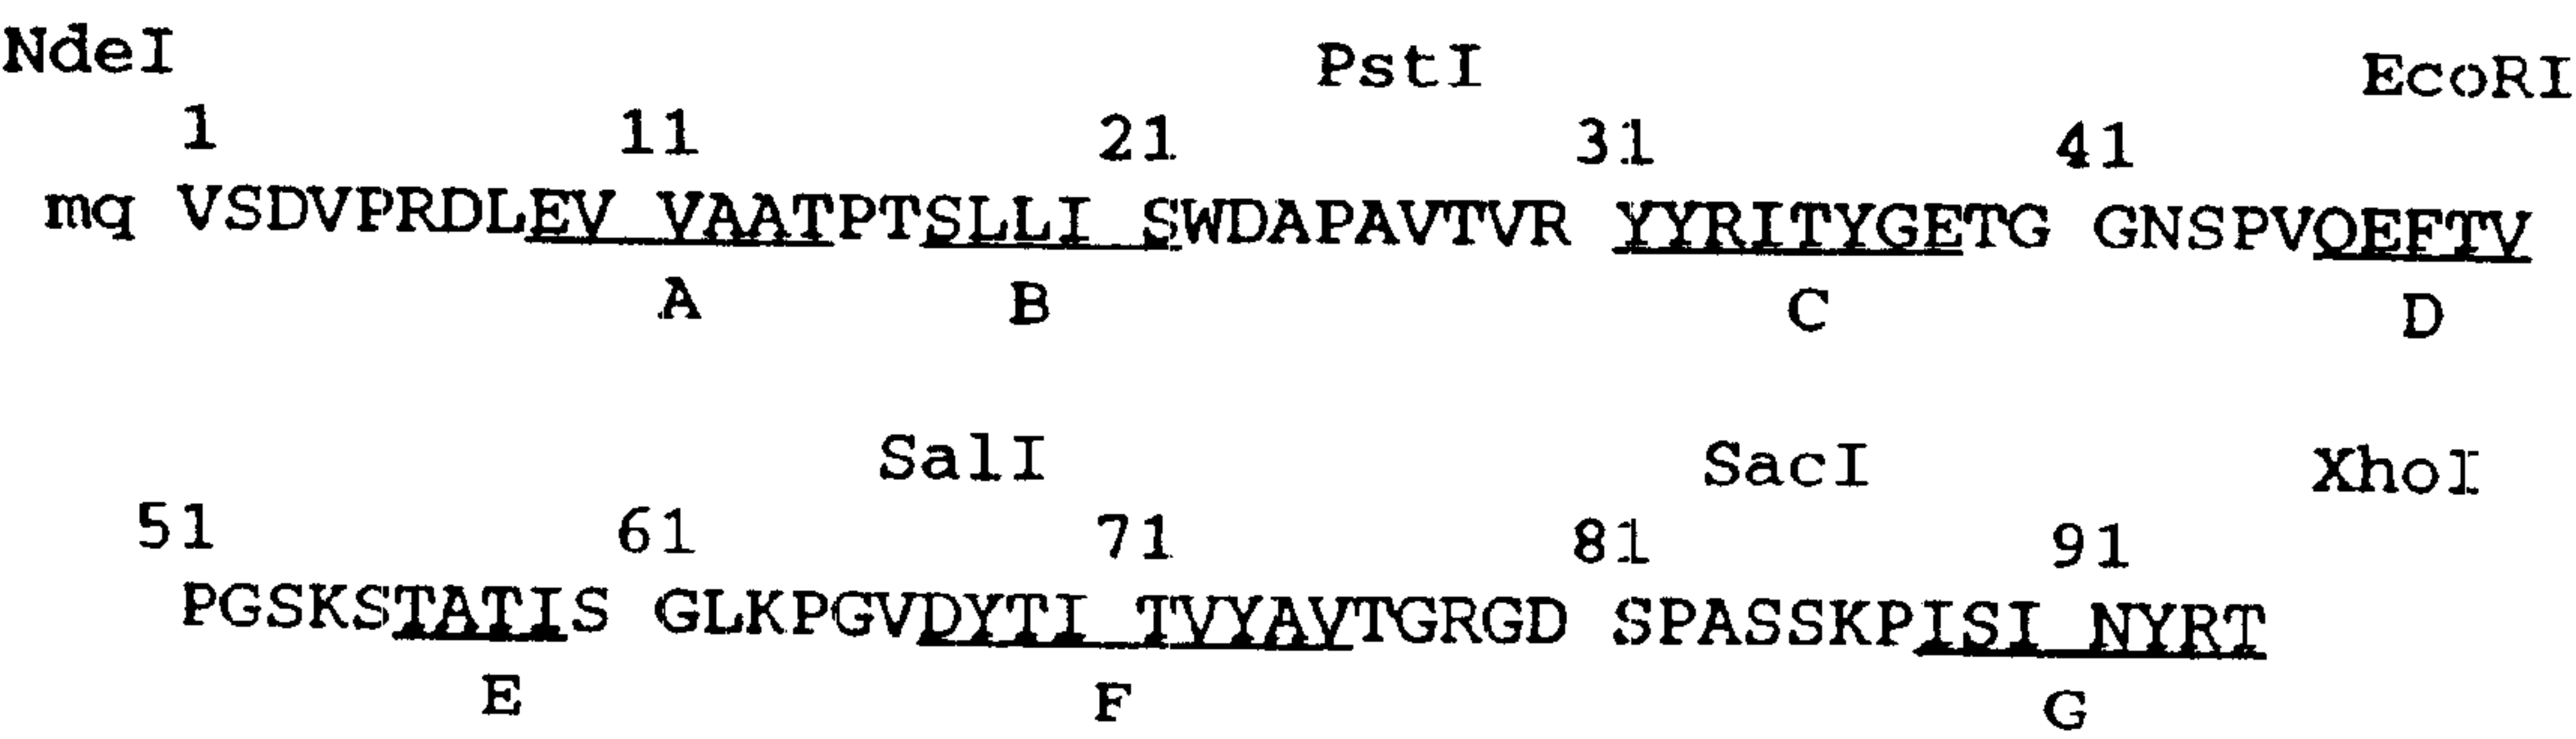 NdeI PstI EcoRI
1 11 21 31 41
mq VSDVPRDLEV VAATPTSLLI SWDAPAVTVR YYRITYGETG GNSPVQEFTV
A B C D
SalI SacI XhoI
51 61 71 81 91
PGSKSTATIS GLKPGVDYTI TVYAVTGRGD SPASSKPISI NYRT
E F G